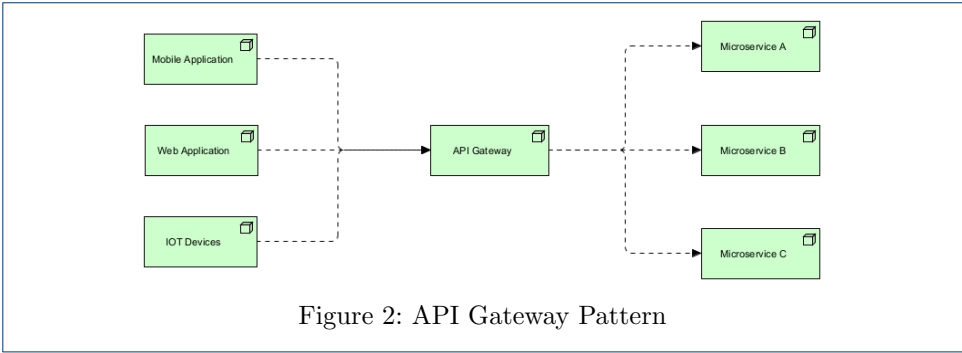 Mobile Application
Web Application
IOT Devices
API Gateway
Microservice A
Microservice B
Microservice C
Figure 2: API Gateway Pattern